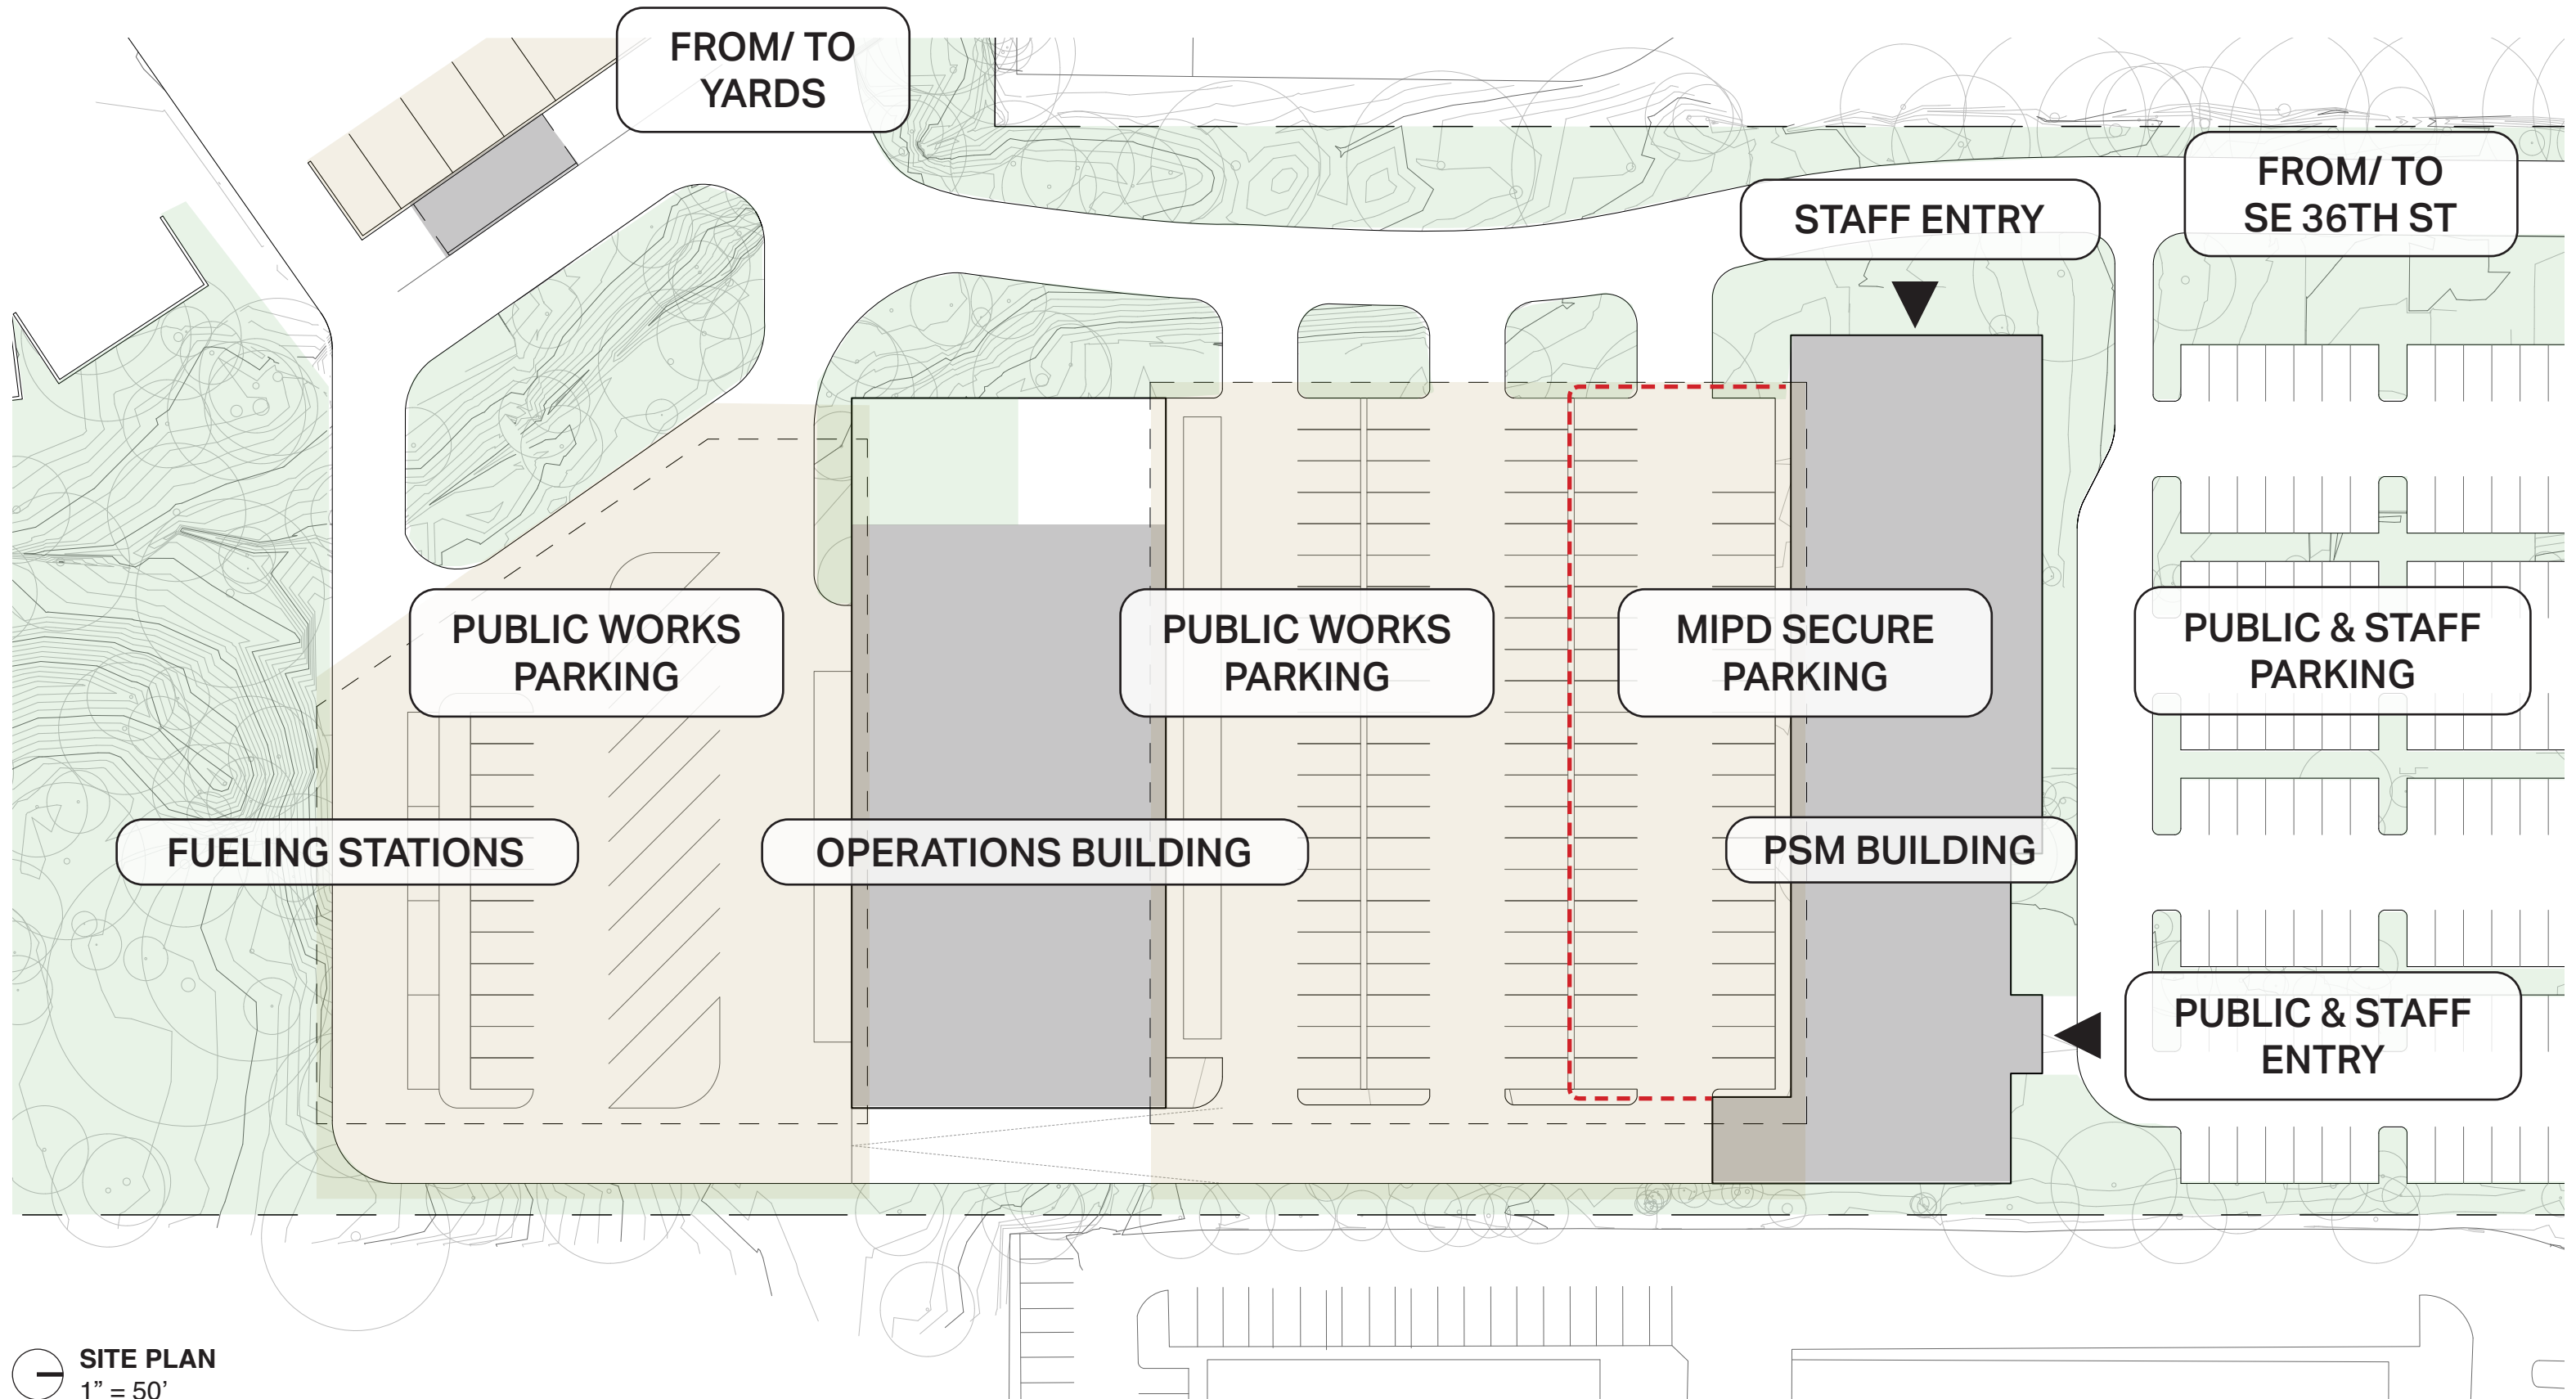 FROM/ TO
YARDS
FROM/ TO
SE 36TH ST
STAFF ENTRY
PUBLIC WORKS
PARKING
PUBLIC WORKS
PARKING
MIPD SECURE
PARKING
PUBLIC & STAFF
PARKING
FUELING STATIONS
OPERATIONS BUILDING
PSM BUILDING
PUBLIC & STAFF
ENTRY
SITE PLAN
1” = 50’